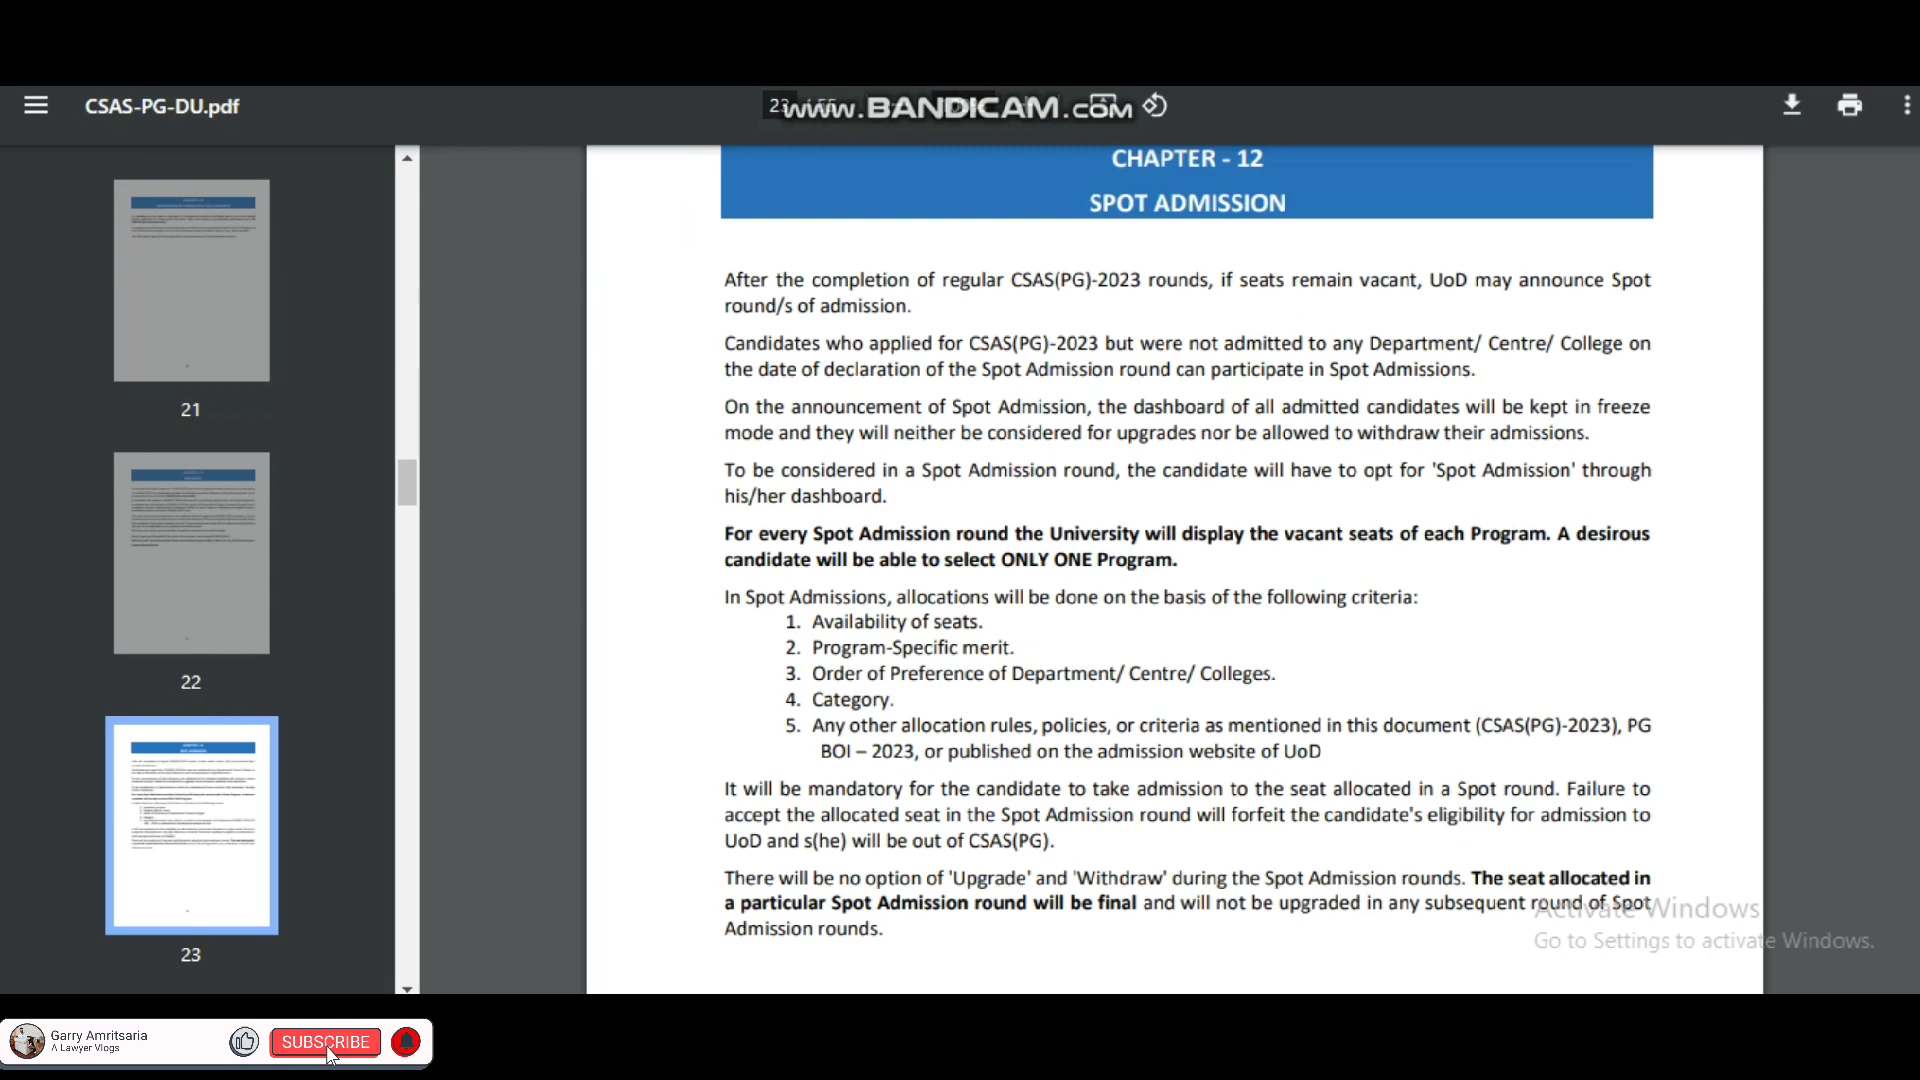 CSAS-PG-DU.pdf
www.BANDICAM.com
CHAPTER - 12
SPOT ADMISSION
After the completion of regular CSAS(PG)-2023 rounds, if seats remain vacant, UoD may announce Spot
round/s of admission.
Candidates who applied for CSAS(PG)-2023 but were not admitted to any Department/ Centre/ College on
the date of declaration of the Spot Admission round can participate in Spot Admissions.
On the announcement of Spot Admission, the dashboard of all admitted candidates will be kept in freeze
mode and they will neither be considered for upgrades nor be allowed to withdraw their admissions.
To be considered in a Spot Admission round, the candidate will have to opt for 'Spot Admission' through
his/her dashboard.
For every Spot Admission round the University will display the vacant seats of each Program. A desirous
candidate will be able to select ONLY ONE Program.
In Spot Admissions, allocations will be done on the basis of the following criteria:
1. Availability of seats.
2. Program-Specific merit.
3. Order of Preference of Department/ Centre/ Colleges.
4. Category.
5. Any other allocation rules, policies, or criteria as mentioned in this document (CSAS(PG)-2023), PG
BOI – 2023, or published on the admission website of UoD
It will be mandatory for the candidate to take admission to the seat allocated in a Spot round. Failure to
accept the allocated seat in the Spot Admission round will forfeit the candidate's eligibility for admission to
UoD and s(he) will be out of CSAS(PG).
There will be no option of 'Upgrade' and 'Withdraw' during the Spot Admission rounds. The seat allocated in
a particular Spot Admission round will be final and will not be upgraded in any subsequent round of Spot
Admission rounds.
Activate Windows
Go to Settings to activate Windows.
21
22
23
Garry Amritsaria
A Lawyer Vlogs
SUBSCRIBE